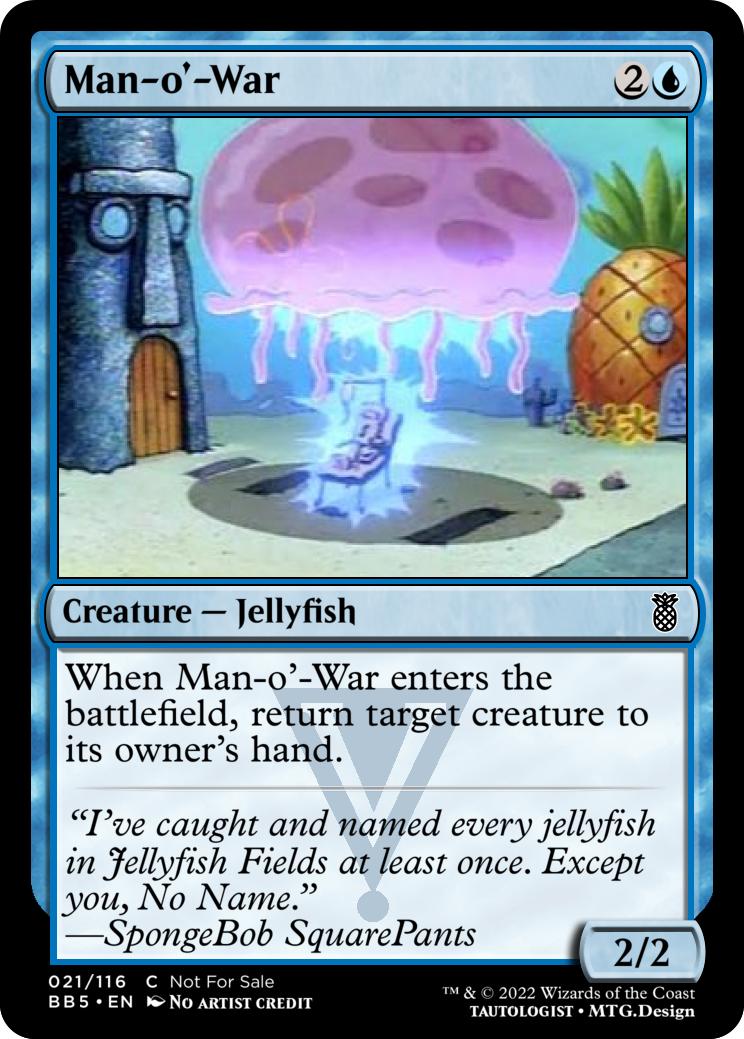 Man-o'-War
2
Creature — Jellyfish
When Man-o'-War enters the
battlefield, return target creature to
its owner's hand.
“I've caught and named every jellyfish
in Jellyfish Fields at least once. Except
you, No Name.”
—SpongeBob SquarePants
2/2
021/116 C Not For Sale
BB5 • EN No artist credit
™ & © 2022 Wizards of the Coast
TAUTOLOGIST • MTG.Design